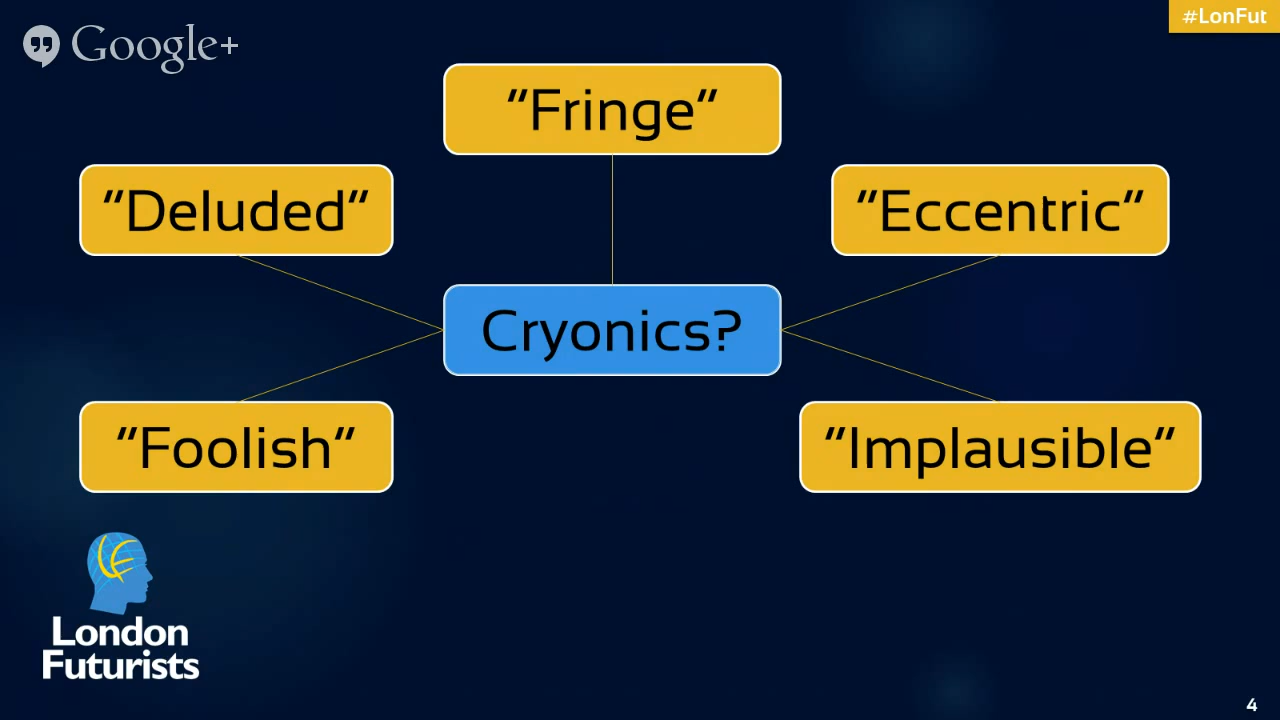 #LonFut
Google+
"Fringe"
"Deluded"
"Eccentric"
Cryonics?
"Foolish"
"Implausible"
London
Futurists
4